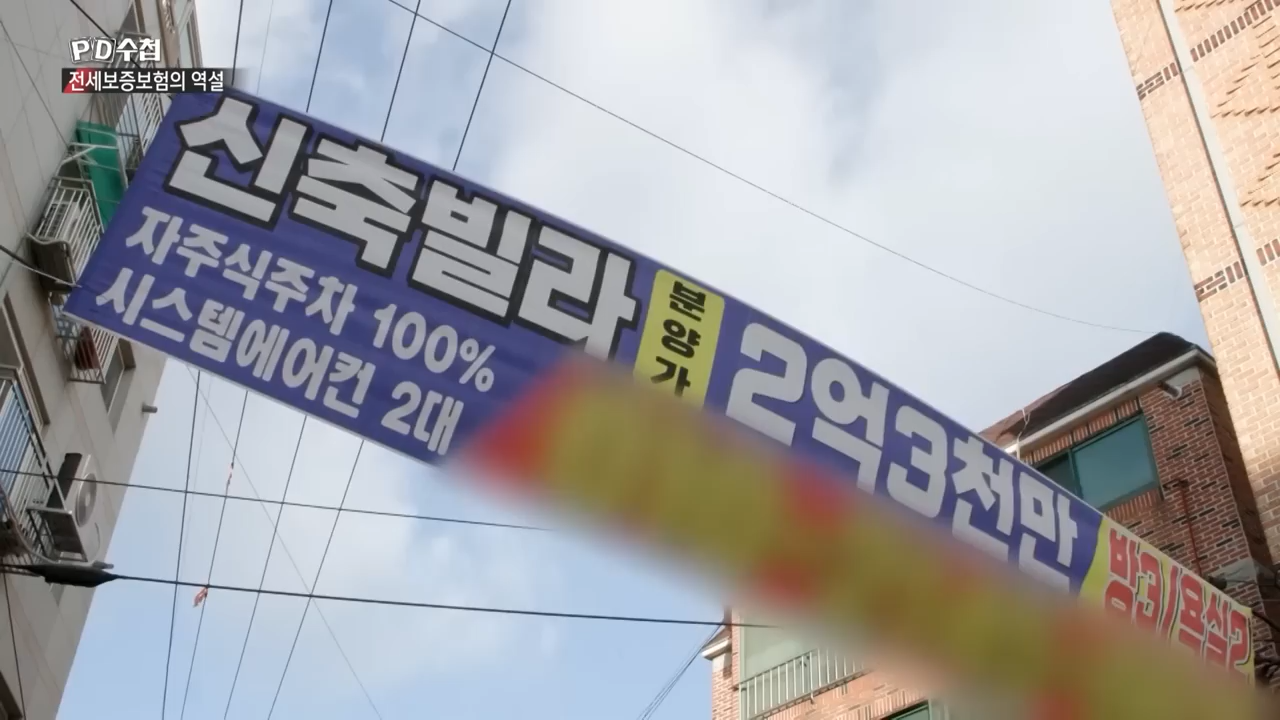 PD수첩
전세보증보험의 역설
신축빌라
자주식주차 100%
시스템에어컨 2대
분양가
2억3천만
방3/욕실2